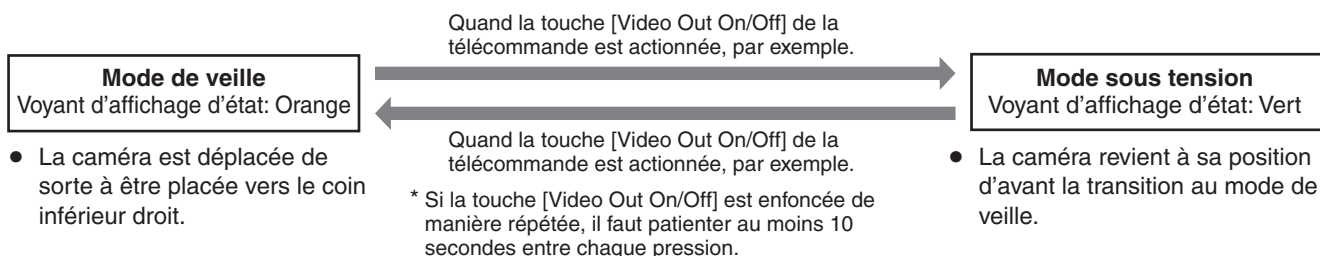 Quand la touche [Video Out On/Off] de la
télécommande est actionnée, par exemple.
Mode de veille
Voyant d’affichage d’état: Orange
Mode sous tension
Voyant d’affichage d’état: Vert
Quand la touche [Video Out On/Off] de la
télécommande est actionnée, par exemple.
* Si la touche [Video Out On/Off] est enfoncée de
manière répétée, il faut patienter au moins 10
secondes entre chaque pression.
● La caméra est déplacée de
sorte à être placée vers le coin
inférieur droit.
● La caméra revient à sa position
d’avant la transition au mode de
veille.